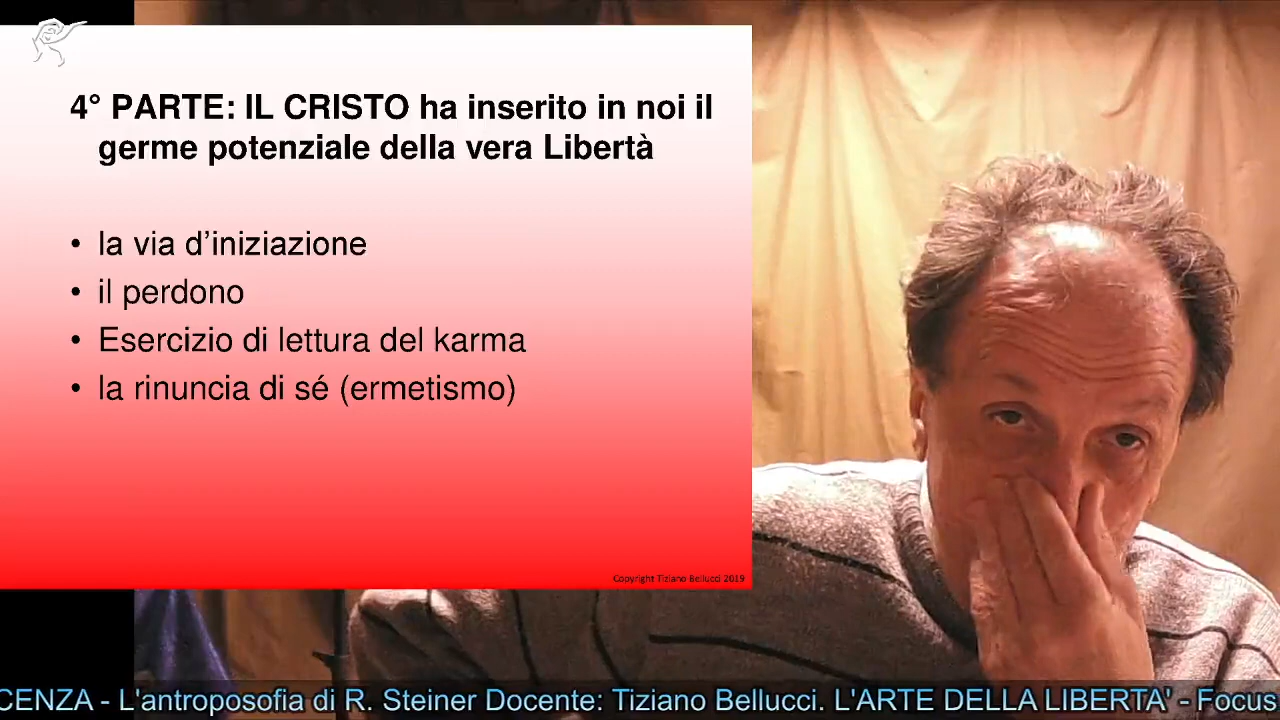 4° PARTE: IL CRISTO ha inserito in noi il
germe potenziale della vera Libertà
• la via d'iniziazione
• il perdono
• Esercizio di lettura del karma
• la rinuncia di sé (ermetismo)
Copyright Tiziano Bellucci 2019
CENZA - L'antroposofia di R. Steiner Docente: Tiziano Bellucci. L'ARTE DELLA LIBERTA' - Focus,